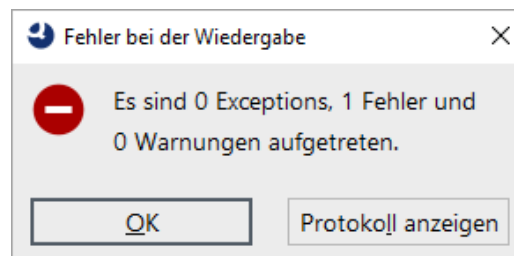 Fehler bei der Wiedergabe
Es sind 0 Exceptions, 1 Fehler und
0 Warnungen aufgetreten.
OK
Protokoll anzeigen